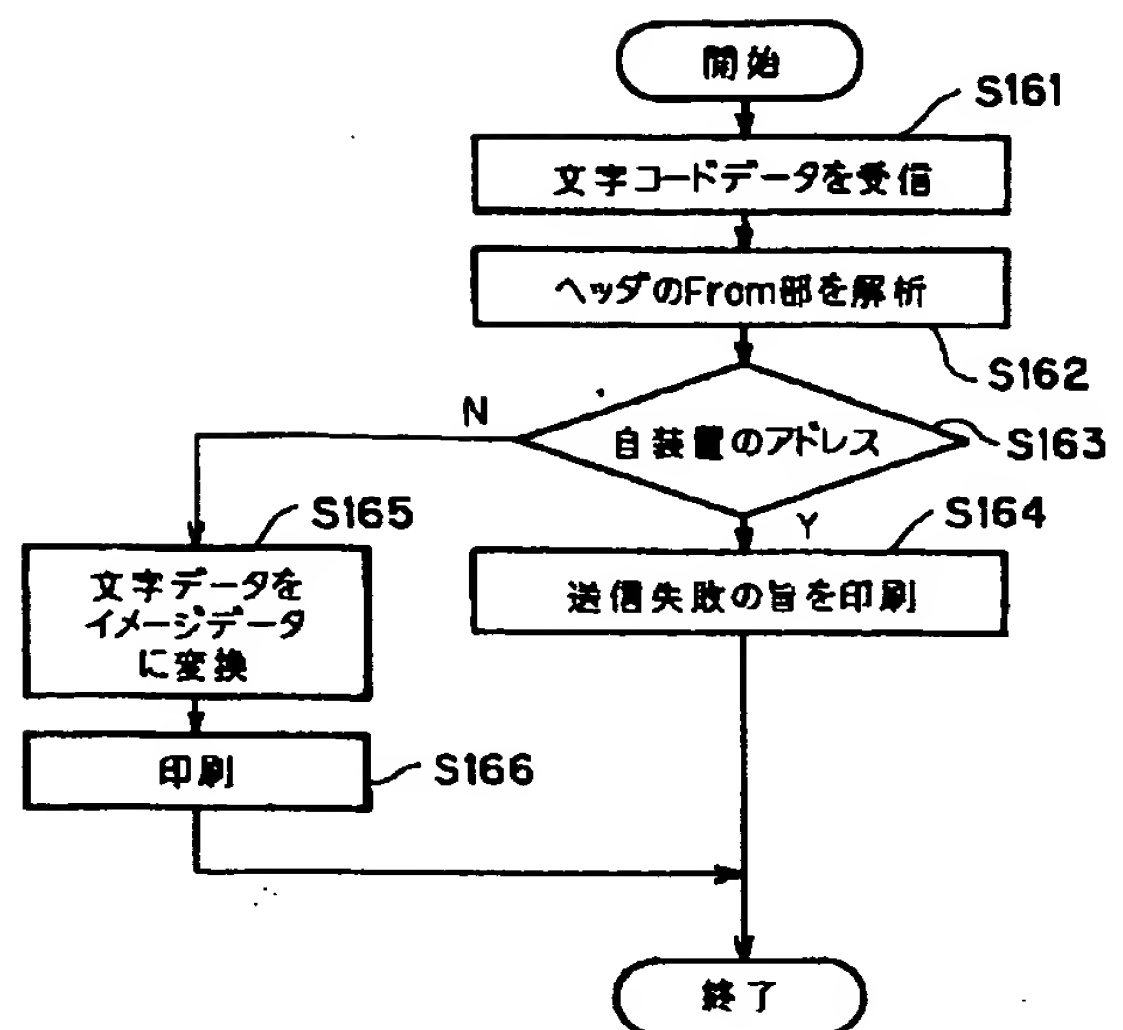 開始
S161
文字コードデータを受信
ヘッダのFrom部を解析
S162
N
自装置のアドレス
S163
Y
S165
S164
文字データを
イメージデータ
に変換
送信失敗の旨を印刷
印刷
S166
終了